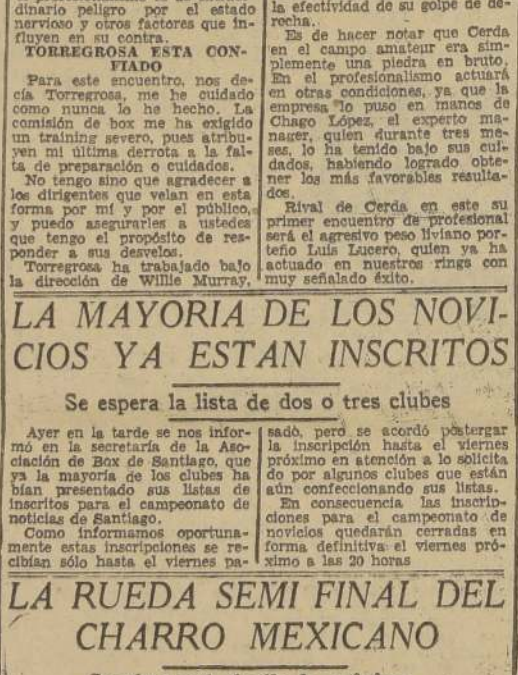 dinario peligro por el estado
nervioso y otros factores que in-
fluyen en su contra.
TORREGROSA ESTA CON-
FIADO
Para este encuentro, nos de-
cía Torregrosa, me he cuidado
como nunca lo he hecho. La
comisión de box me ha exigido
un training severo, pues atribu-
yen mi última derrota a la fal-
ta de preparación o cuidados.
No tengo sino que agradecer a
los dirigentes que velan en esta
forma por mí y por el público,
y puedo asegurarles a ustedes
que tengo el propósito de res-
ponder a sus desvelos.
Torregrosa ha trabajado bajo
la dirección de Willie Murray,
la efectividad de su golpe de de-
recha.
Es de hacer notar que Cerda
en el campo amateur era sim-
plemente una piedra en bruto.
En el profesionalismo actuará
en otras condiciones, ya que la
empresa lo puso en manos de
Chago López, el experto ma-
nager, quien durante tres me-
ses, lo ha tenido bajo sus cui-
dados, habiendo logrado obte-
ner los más favorables resulta-
dos.
Rival de Cerda en este su
primer encuentro de profesional
será el agresivo peso liviano por-
teño Luis Lucero, quien ya ha
actuado en nuestros rings con
muy señalado éxito.
LA MAYORIA DE LOS NOVI-
CIOS YA ESTAN INSCRITOS
Se espera la lista de dos o tres clubes
Ayer en la tarde se nos infor-
mó en la secretaría de la Aso-
ciación de Box de Santiago, que
ya la mayoría de los clubes ha
bían presentado sus listas de
inscritos para el campeonato de
noticias de Santiago.
Como informamos oportuna-
mente estas inscripciones se re-
cibían sólo hasta el viernes pa-
sado, pero se acordó postergar
la inscripción hasta el viernes
próximo en atención a lo solicita
do por algunos clubes que están
aún confeccionando sus listas.
En consecuencia las inscrip-
ciones para el campeonato de
novicios quedarán cerradas en
forma definitiva el viernes pró-
ximo a las 20 horas
LA RUEDA SEMI FINAL DEL
CHARRO MEXICANO